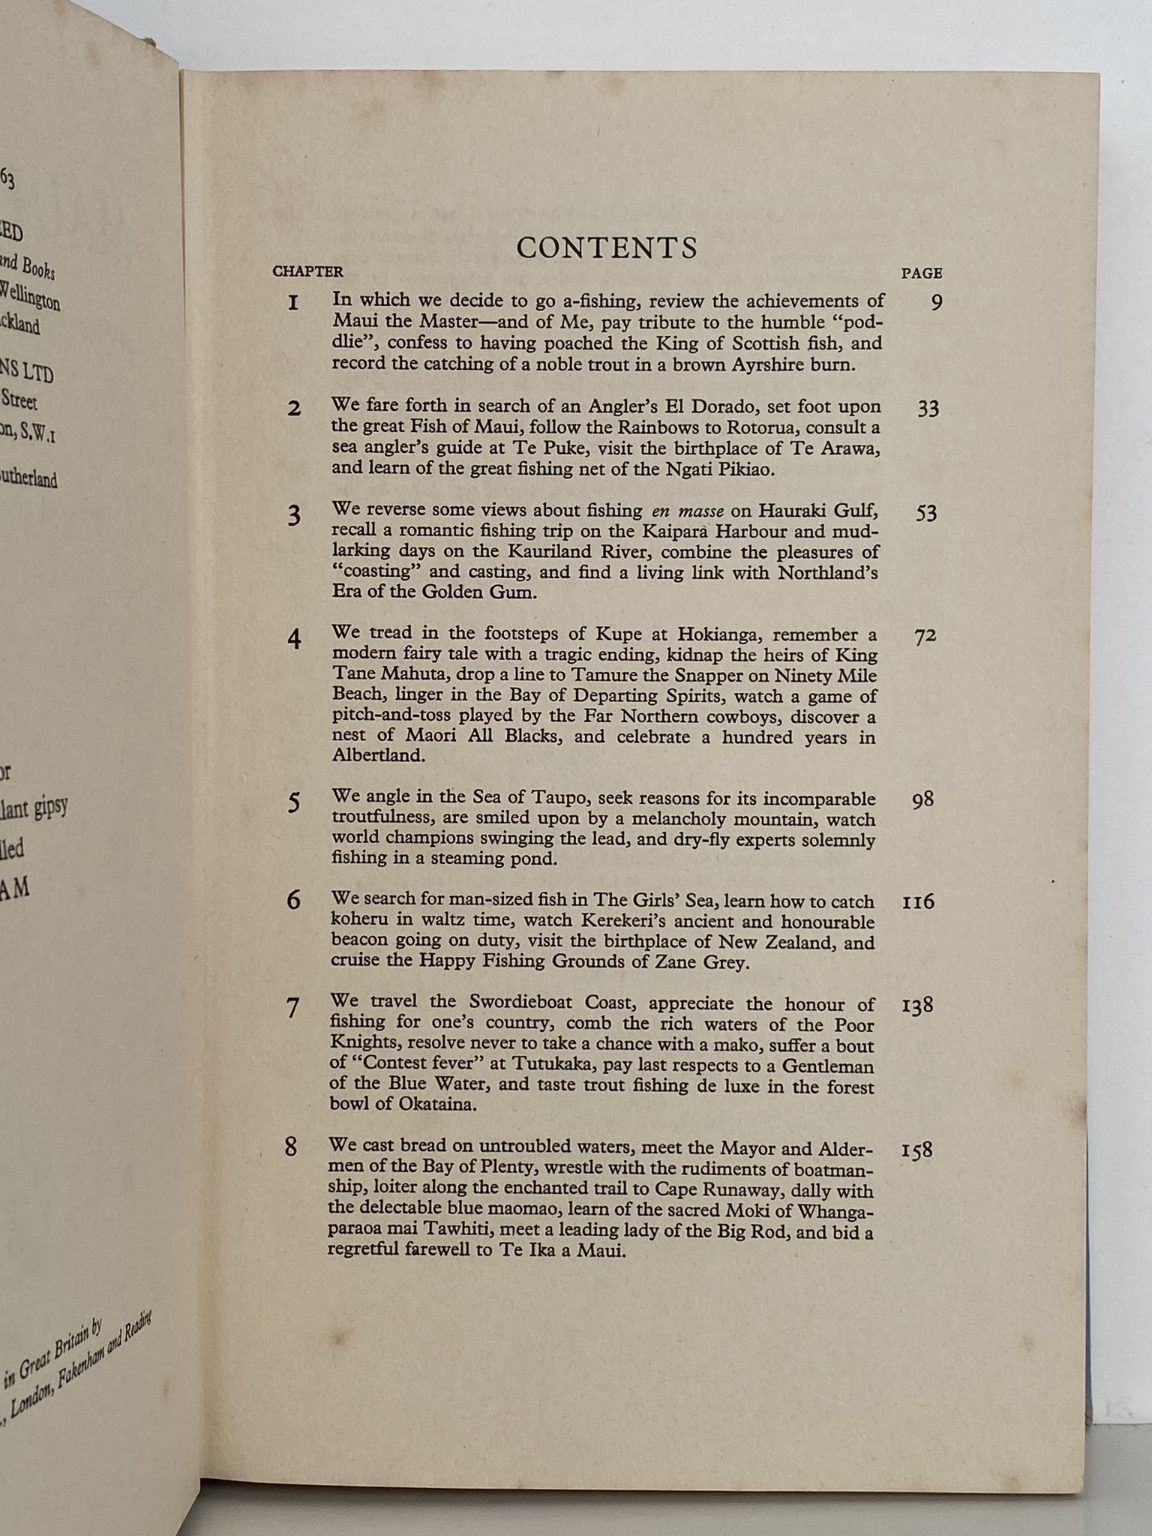 63
and Books
Wellington
NS LTD
Street
S.W.1
gipsy
in Great Britain by
London, Fakenham and Reading
CONTENTS
CHAPTER PAGE
1 In which we decide to go a-fishing, review the achievements of 9
Maui the Master—and of Me, pay tribute to the humble “pod-
dlie”, confess to having poached the King of Scottish fish, and
record the catching of a noble trout in a brown Ayrshire burn.
2 We fare forth in search of an Angler’s El Dorado, set foot upon 33
the great Fish of Maui, follow the Rainbows to Rotorua, consult a
sea angler’s guide at Te Puke, visit the birthplace of Te Arawa,
and learn of the great fishing net of the Ngati Pikiao.
3 We reverse some views about fishing en masse on Hauraki Gulf, 53
recall a romantic fishing trip on the Kaipara Harbour and mud-
larking days on the Kauriland River, combine the pleasures of
“coasting” and casting, and find a living link with Northland’s
Era of the Golden Gum.
4 We tread in the footsteps of Kupe at Hokianga, remember a 72
modern fairy tale with a tragic ending, kidnap the heirs of King
Tane Mahuta, drop a line to Tamure the Snapper on Ninety Mile
Beach, linger in the Bay of Departing Spirits, watch a game of
pitch-and-toss played by the Far Northern cowboys, discover a
nest of Maori All Blacks, and celebrate a hundred years in
Albertland.
5 We angle in the Sea of Taupo, seek reasons for its incomparable 98
troutfulness, are smiled upon by a melancholy mountain, watch
world champions swinging the lead, and dry-fly experts solemnly
fishing in a steaming pond.
6 We search for man-sized fish in The Girls’ Sea, learn how to catch 116
koheru in waltz time, watch Kerekeri’s ancient and honourable
beacon going on duty, visit the birthplace of New Zealand, and
cruise the Happy Fishing Grounds of Zane Grey.
7 We travel the Swordieboat Coast, appreciate the honour of 138
fishing for one’s country, comb the rich waters of the Poor
Knights, resolve never to take a chance with a mako, suffer a bout
of “Contest fever” at Tutukaka, pay last respects to a Gentleman
of the Blue Water, and taste trout fishing de luxe in the forest
bowl of Okataina.
8 We cast bread on untroubled waters, meet the Mayor and Alder- 158
men of the Bay of Plenty, wrestle with the rudiments of boatman-
ship, loiter along the enchanted trail to Cape Runaway, dally with
the delectable blue maomao, learn of the sacred Moki of Whanga-
paraoa mai Tawhiti, meet a leading lady of the Big Rod, and bid a
regretful farewell to Te Ika a Maui.